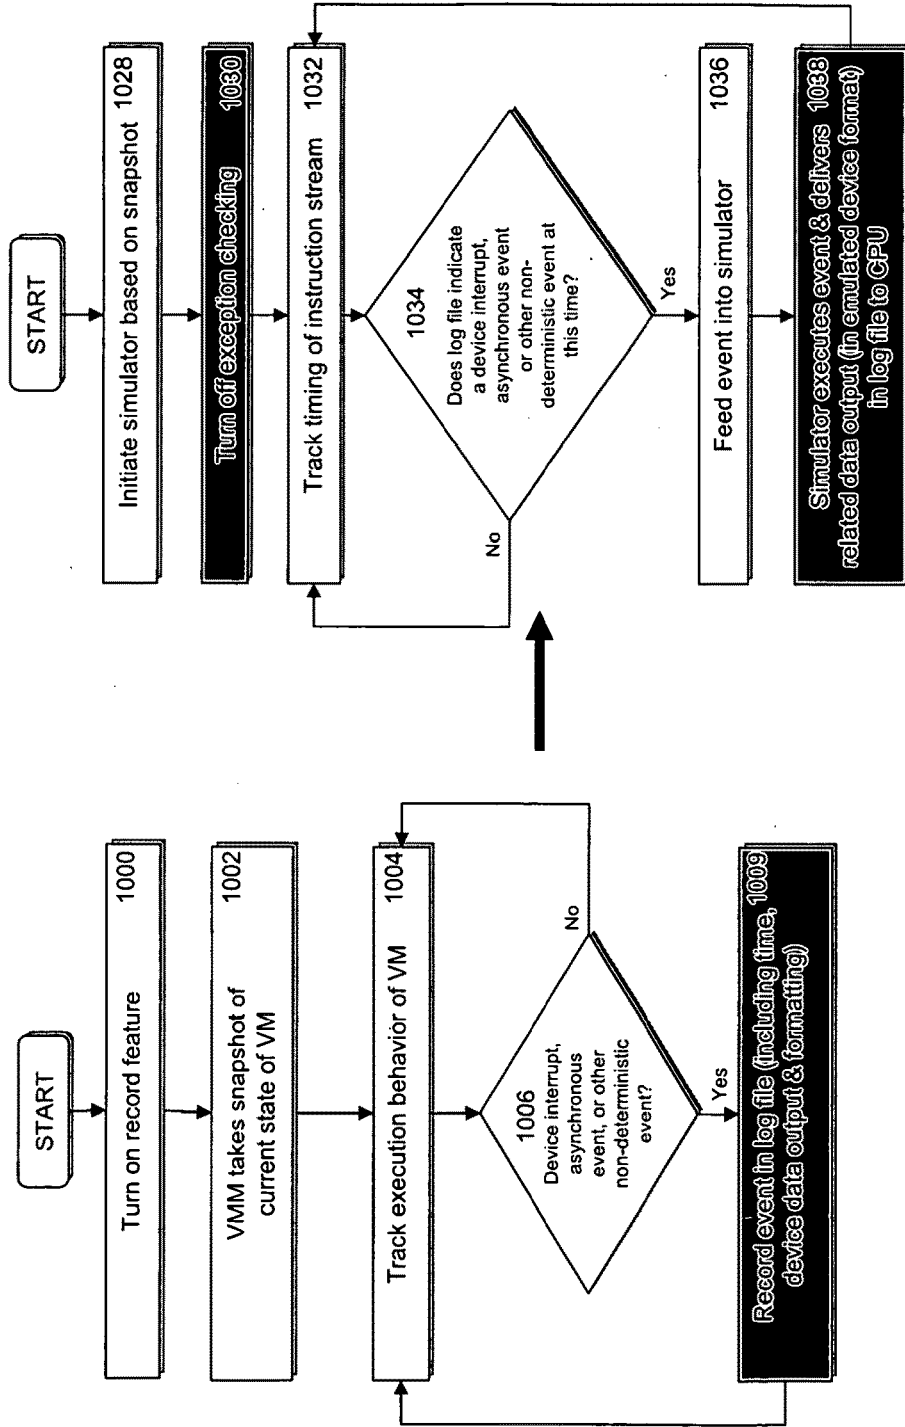 START
Turn on record feature 1000
VMM takes snapshot of 1002
current state of VM
Track execution behavior of VM 1004
1006
Device interrupt,
asynchronous
event, or other
non-deterministic
event?
No
Yes
Record event in log file (including time, 1009
device data output & formatting)
START
Initiate simulator based on snapshot 1028
Turn off exception checking 1030
Track timing of instruction stream 1032
1034
Does log file indicate
a device interrupt,
asynchronous event
or other non-
deterministic event at
this time?
No
Yes
Feed event into simulator 1036
Simulator executes event & delivers 1038
related data output (in emulated device format)
in log file to CPU